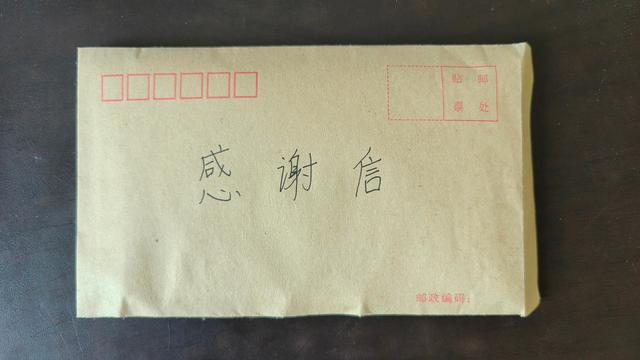 贴 邮
票 处
感 谢 信
邮政编码：